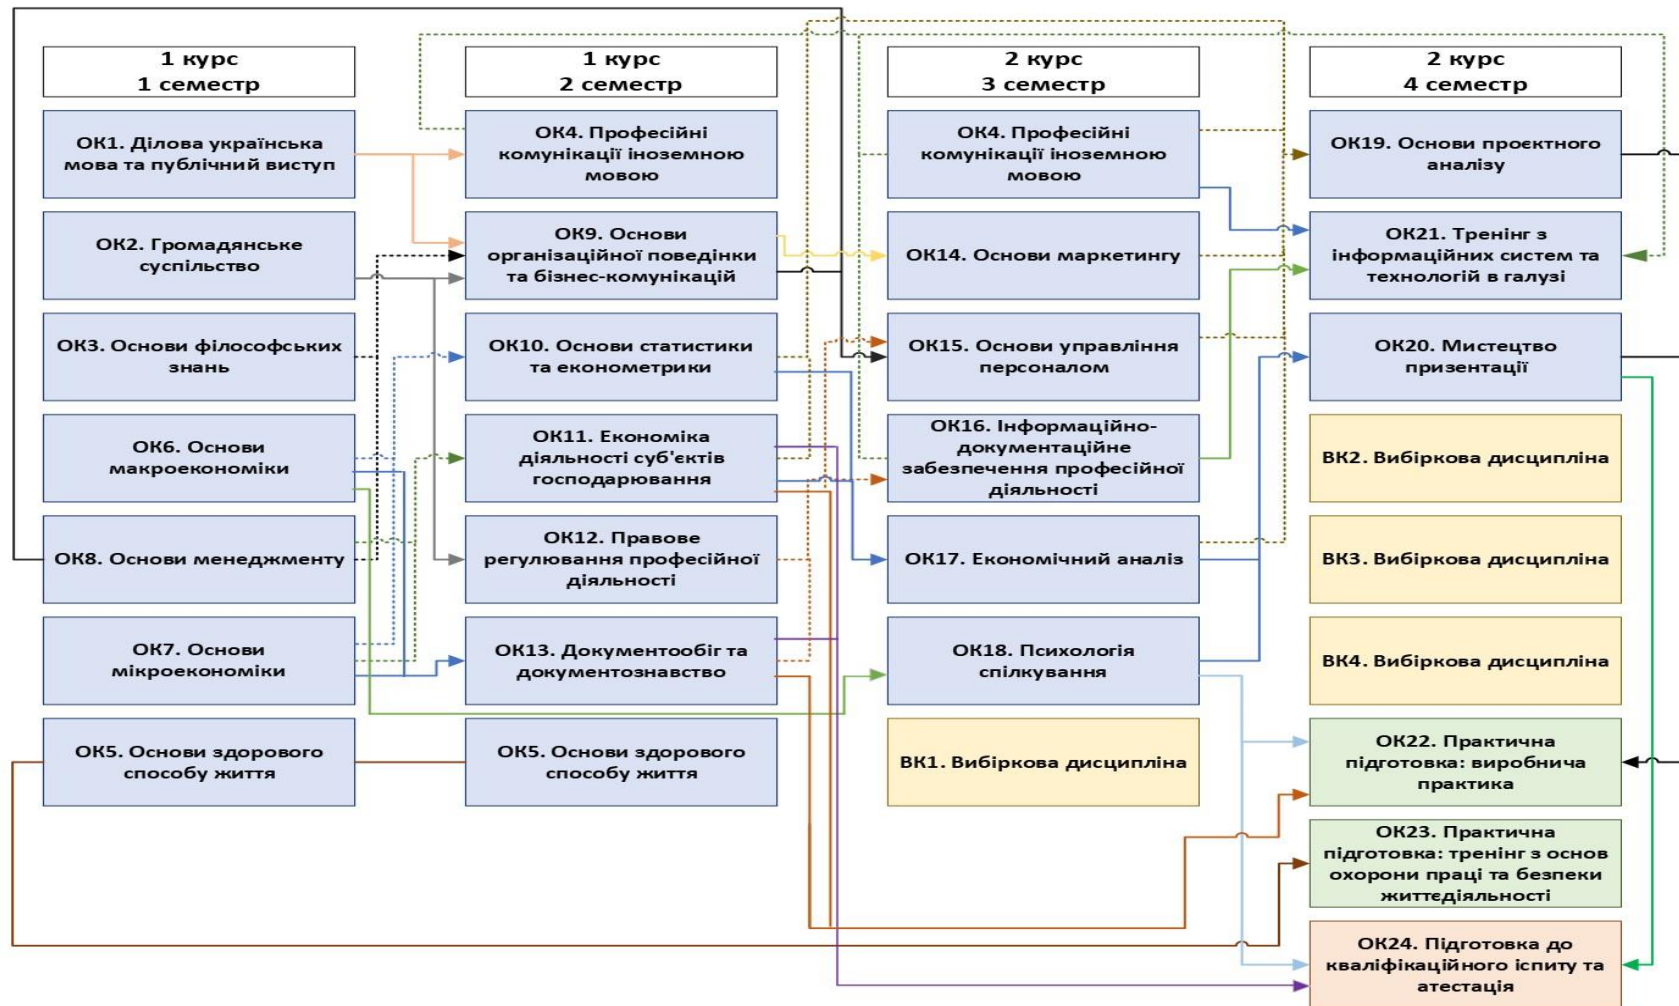 1 курс
1 семестр
ОК1. Ділова українська
мова та публічний виступ
ОК2. Громадянське
суспільство
ОК3. Основи філософських
знань
ОК6. Основи
макроекономіки
ОК8. Основи менеджменту
ОК7. Основи
мікроекономіки
ОК5. Основи здорового
способу життя
1 курс
2 семестр
ОК4. Професійні
комунікації іноземною
мовою
ОК9. Основи
організаційної поведінки
та бізнес-комунікацій
ОК10. Основи статистики
та економетрики
ОК11. Економіка
діяльності суб'єктів
господарювання
ОК12. Правове
регулювання професійної
діяльності
ОК13. Документообіг та
документознавство
ОК5. Основи здорового
способу життя
2 курс
3 семестр
ОК4. Професійні
комунікації іноземною
мовою
ОК14. Основи маркетингу
ОК15. Основи управління
персоналом
ОК16. Інформаційно-
документаційне
забезпечення професійної
діяльності
ОК17. Економічний аналіз
ОК18. Психологія
спілкування
ВК1. Вибіркова дисципліна
2 курс
4 семестр
ОК19. Основи проєктного
аналізу
ОК21. Тренінг з
інформаційних систем та
технологій в галузі
ОК20. Мистецтво
призентації
ВК2. Вибіркова дисципліна
ВК3. Вибіркова дисципліна
ВК4. Вибіркова дисципліна
ОК22. Практична
підготовка: виробнича
практика
ОК23. Практична
підготовка: тренінг з основ
охорони праці та безпеки
життєдіяльності
ОК24. Підготовка до
кваліфікаційного іспиту та
атестація